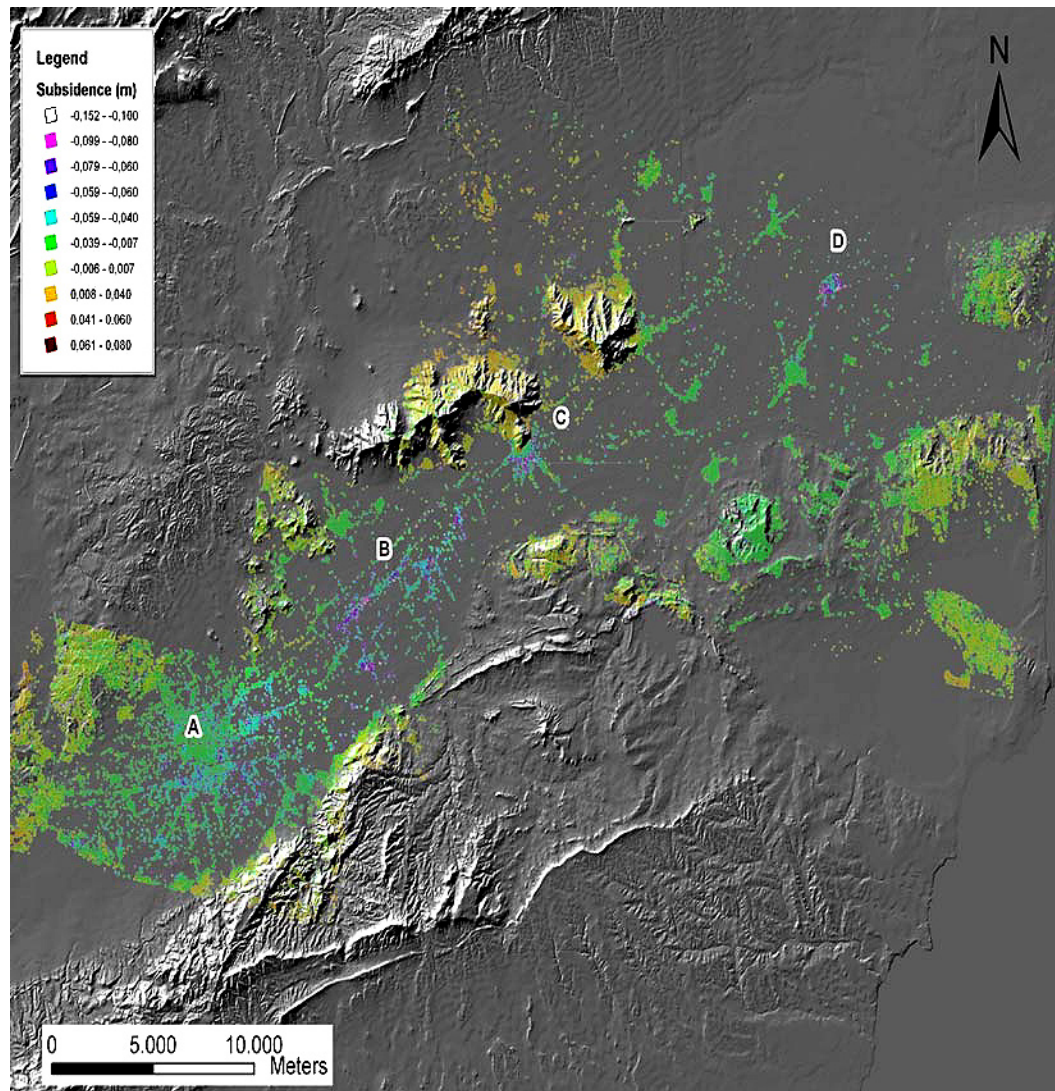 Legend
Subsidence (m)
-0,152 - -0,100
-0,099 - -0,080
-0,079 - -0,060
-0,059 - -0,060
-0,059 - -0,040
-0,039 - -0,007
-0,006 - 0,007
0,008 - 0,040
0,041 - 0,060
0,061 - 0,080
N
D
C
B
A
0 5.000 10.000
Meters